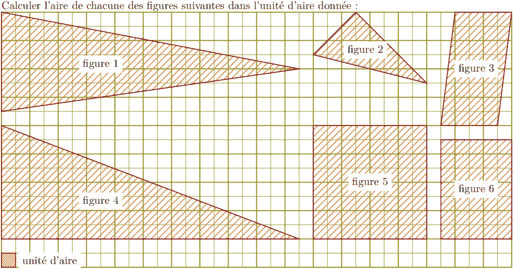 Calculer l'aire de chacune des figures suivantes dans l'unité d'aire donnée :
figure 1
figure 2
figure 3
figure 4
figure 5
figure 6
unité d'aire